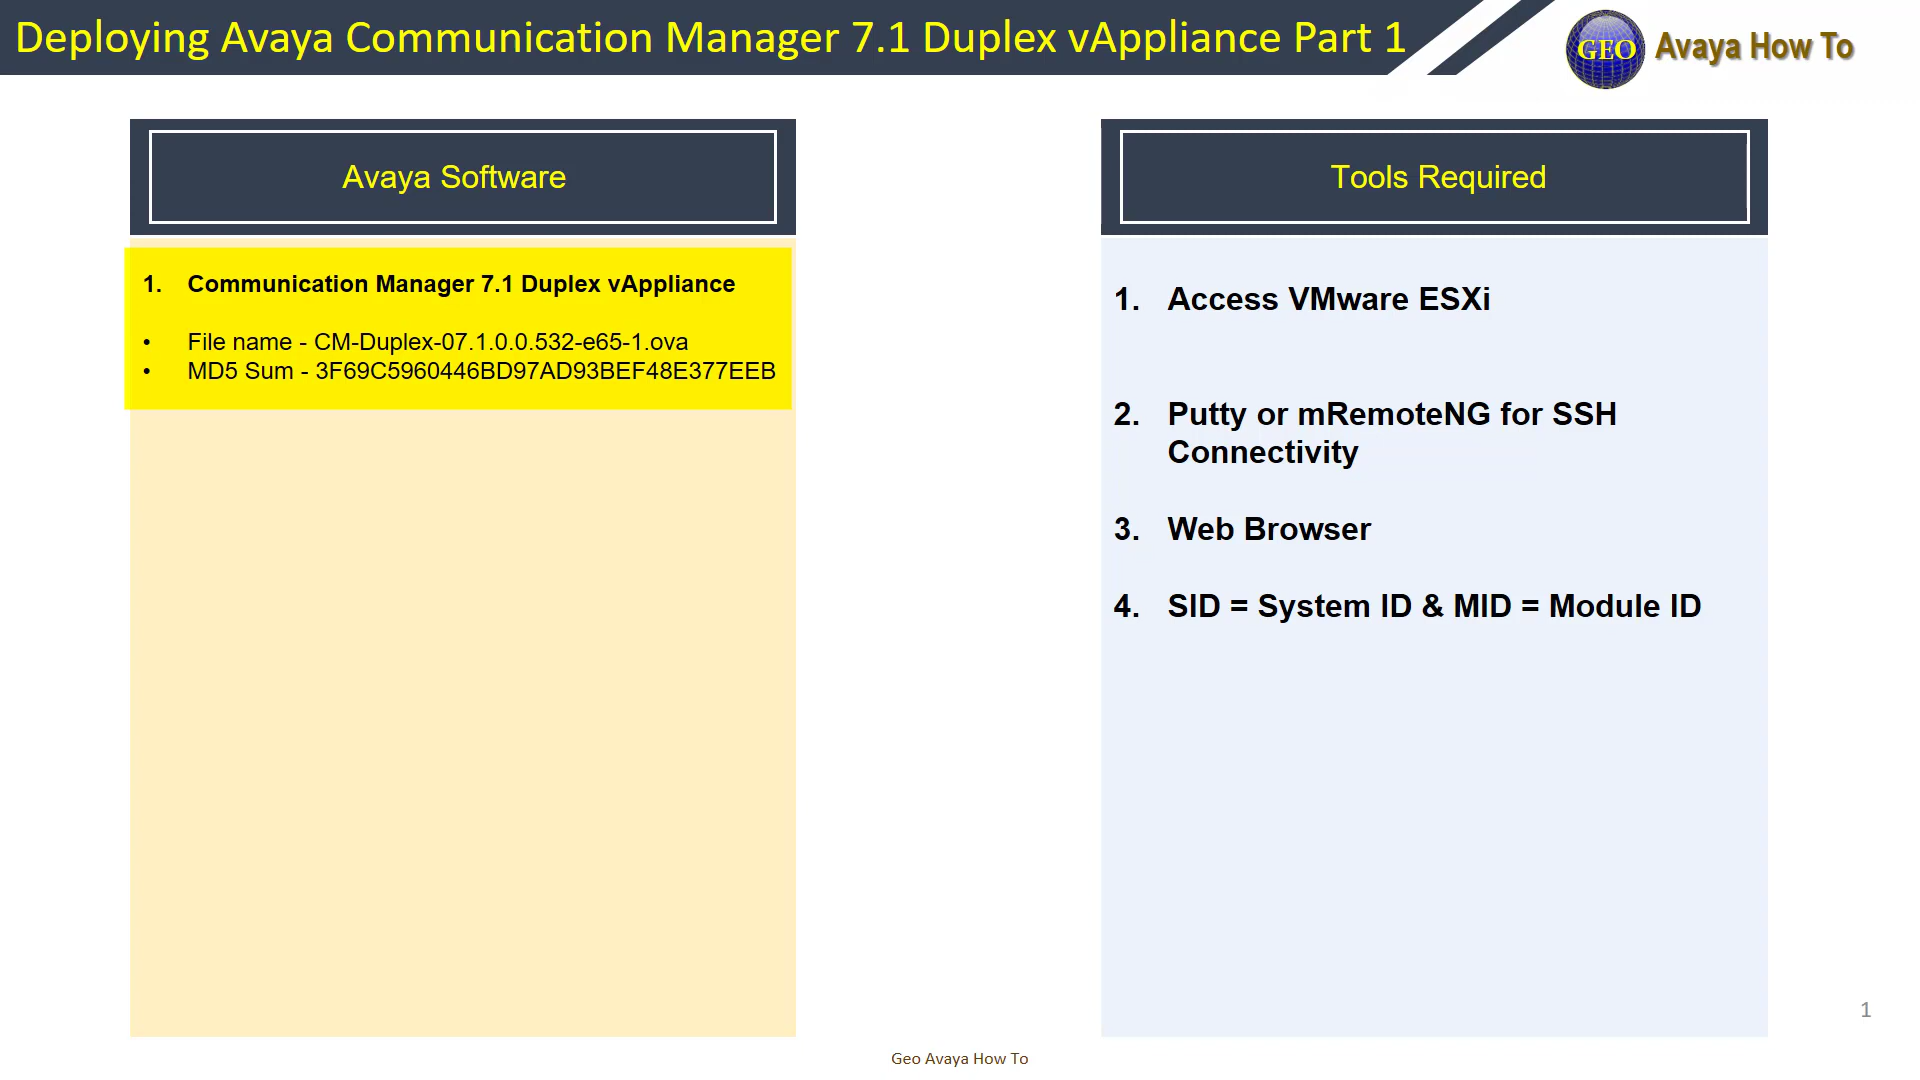 Deploying Avaya Communication Manager 7.1 Duplex vAppliance Part 1
GEO
Avaya How To
Avaya Software
1. Communication Manager 7.1 Duplex vAppliance
• File name - CM-Duplex-07.1.0.0.532-e65-1.ova
• MD5 Sum - 3F69C5960446BD97AD93BEF48E377EEB
Tools Required
1. Access VMware ESXi
2. Putty or mRemoteNG for SSH
Connectivity
3. Web Browser
4. SID = System ID & MID = Module ID
1
Geo Avaya How To